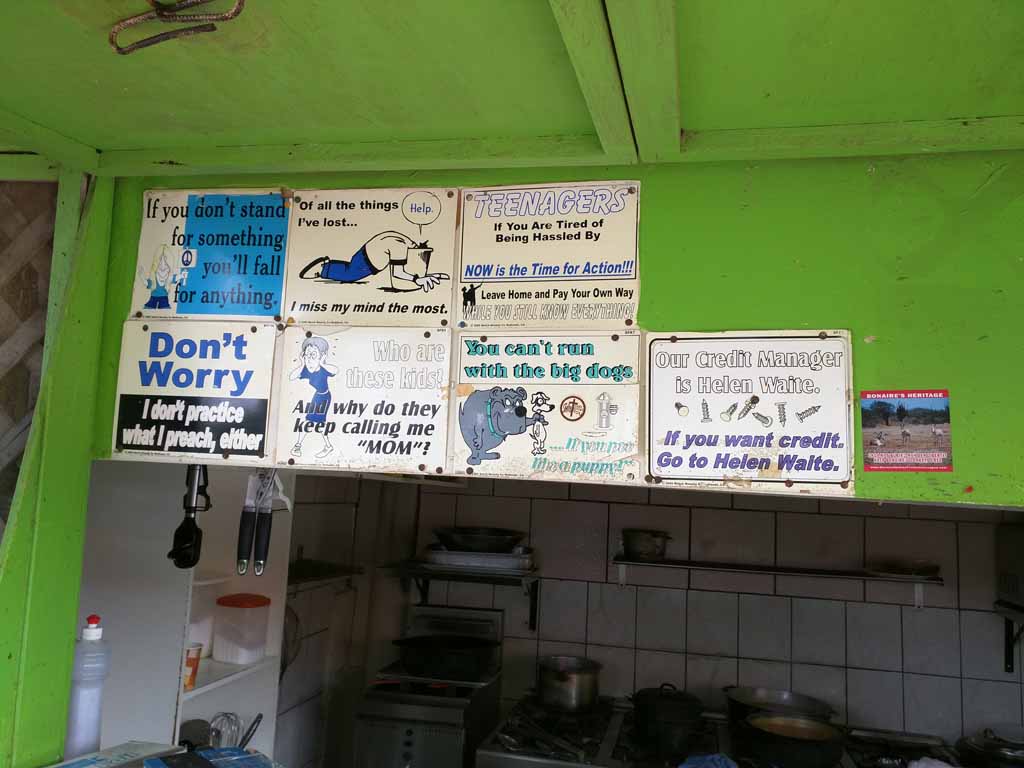 If you don't stand
for something
you'll fall
for anything.
Of all the things
I've lost...
Help.
I miss my mind the most.
TEENAGERS
If You Are Tired of
Being Hassled By
NOW is the Time for Action!!!
Leave Home and Pay Your Own Way
WHILE YOU STILL KNOW EVERYTHING!
Don't
Worry
I don't practice
what I preach, either
Who are
these kids?
And why do they
keep calling me
"MOM"?
You can't run
with the big dogs
....If you pee
like a puppy!"
Our Credit Manager
is Helen Waite.
If you want credit.
Go to Helen Waite.
BONAIRE'S HERITAGE